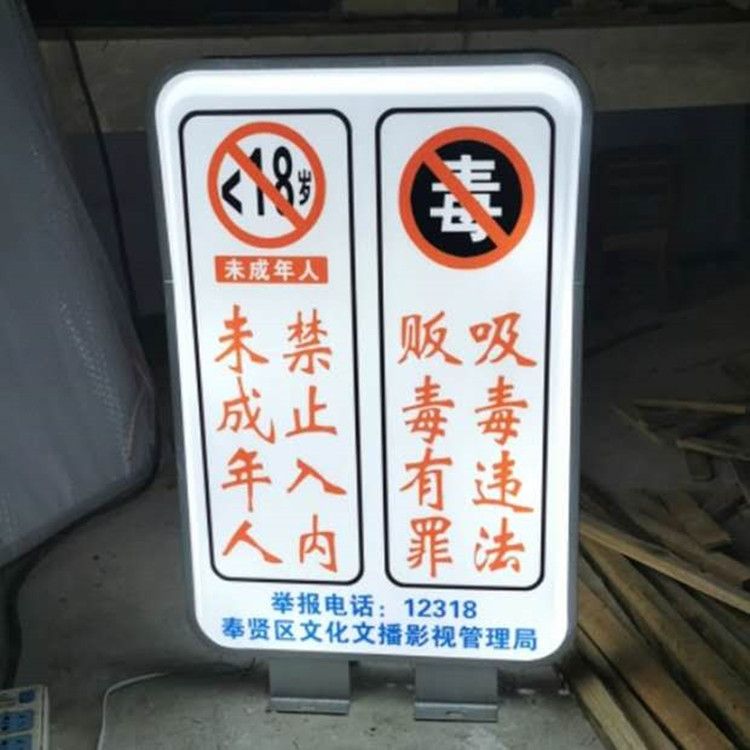 <18岁
未成年人
未成年人
禁止入内
毒
吸毒违法
贩毒有罪
举报电话：12318
奉贤区文化文播影视管理局